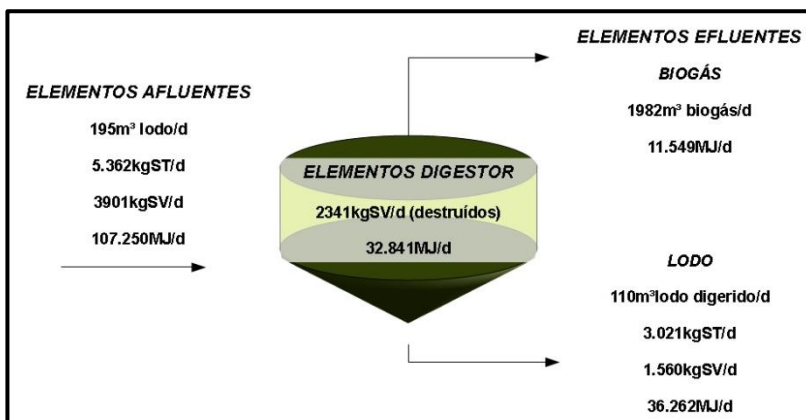 ELEMENTOS AFLUENTES
195m³ lodo/d
5.362kgST/d
3901kgSV/d
107.250MJ/d
ELEMENTOS DIGESTOR
2341kgSV/d (destruídos)
32.841MJ/d
ELEMENTOS EFLUENTES
BIOGÁS
1982m³ biogás/d
11.549MJ/d
LODO
110m³lodo digerido/d
3.021kgST/d
1.560kgSV/d
36.262MJ/d